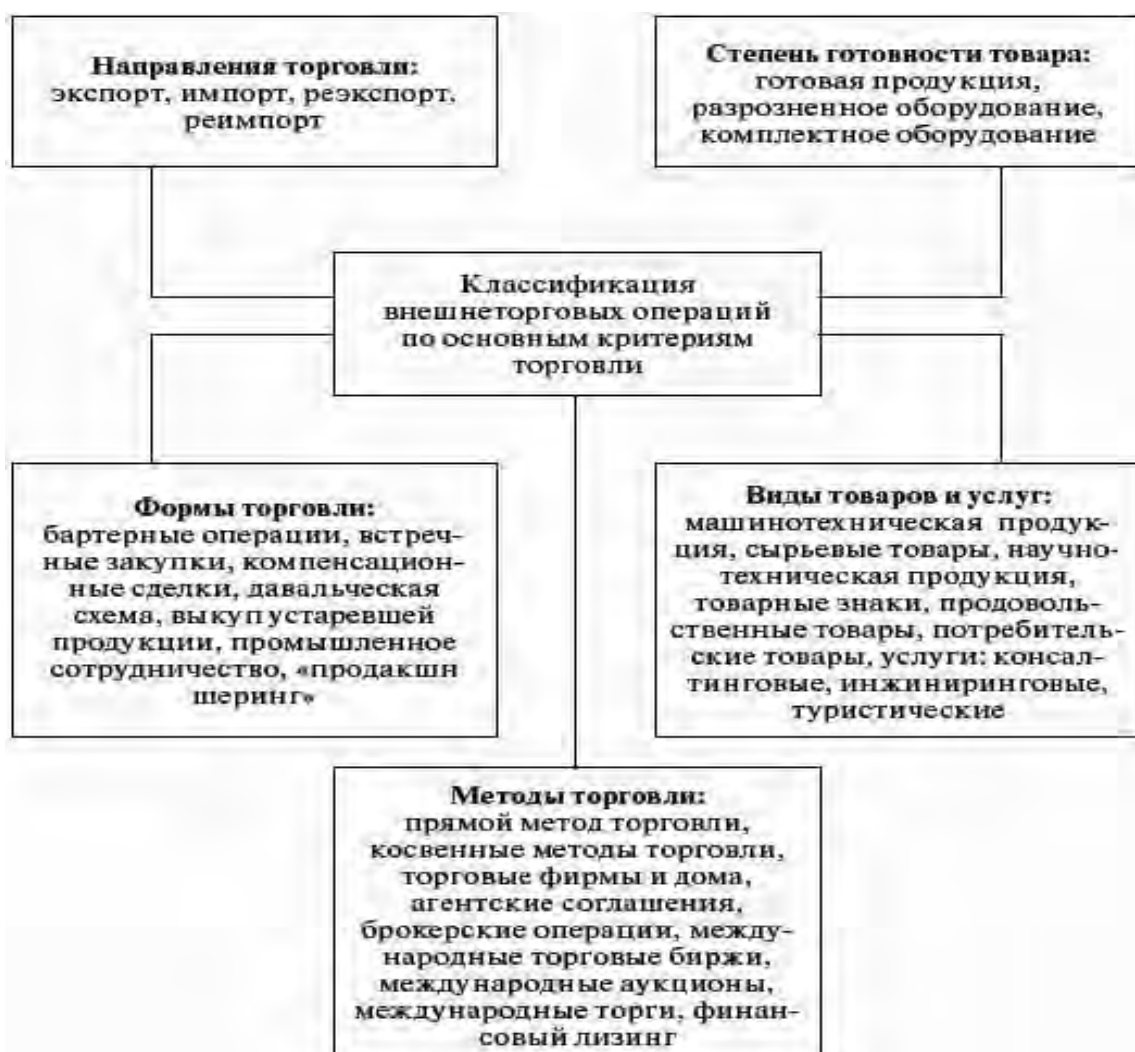 Направления торговли:
экспорт, импорт, реэкспорт,
реимпорт
Степень готовности товара:
готовая продукция,
разрозненное оборудование,
комплектное оборудование
Классификация
внешнеторговых операций
по основным критериям
торговли
Формы торговли:
бартерные операции, встреч-
ные закупки, компенсацион-
ные сделки, давальческая
схема, выкуп устаревшей
продукции, промышленное
сотрудничество, «продакшн
шеринг»
Виды товаров и услуг:
машинотехническая продук-
ция, сырьевые товары, научно-
техническая продукция,
товарные знаки, продоволь-
ственные товары, потребитель-
ские товары, услуги: консал-
тинговые, инжиниринговые,
туристические
Методы торговли:
прямой метод торговли,
косвенные методы торговли,
торговые фирмы и дома,
агентские соглашения,
брокерские операции, между-
народные торговые биржи,
международные аукционы,
международные торги, финан-
совый лизинг